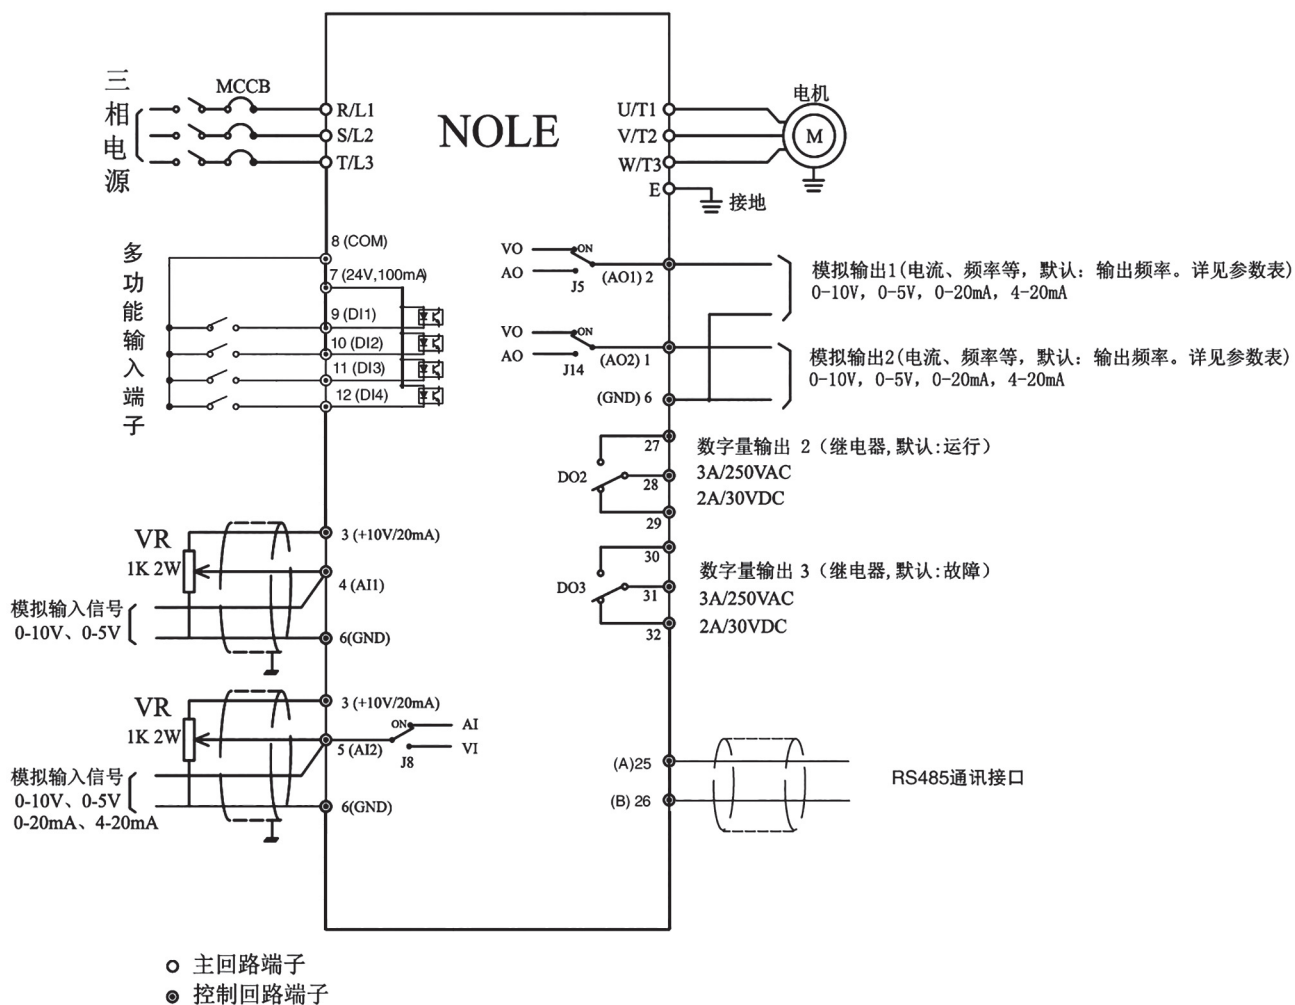 三相电源
MCCB
R/L1
S/L2
T/L3
NOLE
U/T1
V/T2
W/T3
E
电机
M
接地
多功能输入端子
8 (COM)
7 (24V,100mA)
9 (DI1)
10 (DI2)
11 (DI3)
12 (DI4)
VO
ON
AO
J5
(AO1) 2
模拟输出1(电流、频率等，默认：输出频率。详见参数表)
0-10V，0-5V，0-20mA，4-20mA
VO
ON
AO
J14
(AO2) 1
(GND) 6
模拟输出2(电流、频率等，默认：输出频率。详见参数表)
0-10V，0-5V，0-20mA，4-20mA
27
DO2
28
29
数字量输出 2（继电器,默认:运行）
3A/250VAC
2A/30VDC
30
DO3
31
32
数字量输出 3（继电器,默认:故障）
3A/250VAC
2A/30VDC
VR
1K 2W
3 (+10V/20mA)
4 (AI1)
模拟输入信号
0-10V、0-5V
6(GND)
VR
1K 2W
3 (+10V/20mA)
ON
AI
5 (AI2)
VI
J8
模拟输入信号
0-10V、0-5V
0-20mA、4-20mA
6(GND)
(A)25
(B) 26
RS485通讯接口
主回路端子
控制回路端子